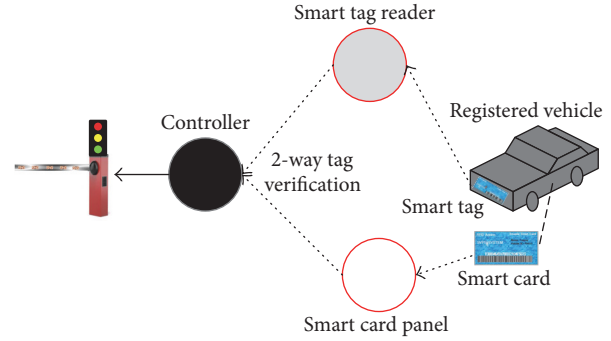 Smart tag reader
Registered vehicle
Controller
2-way tag
verification
Smart tag
Smart card
Smart card panel